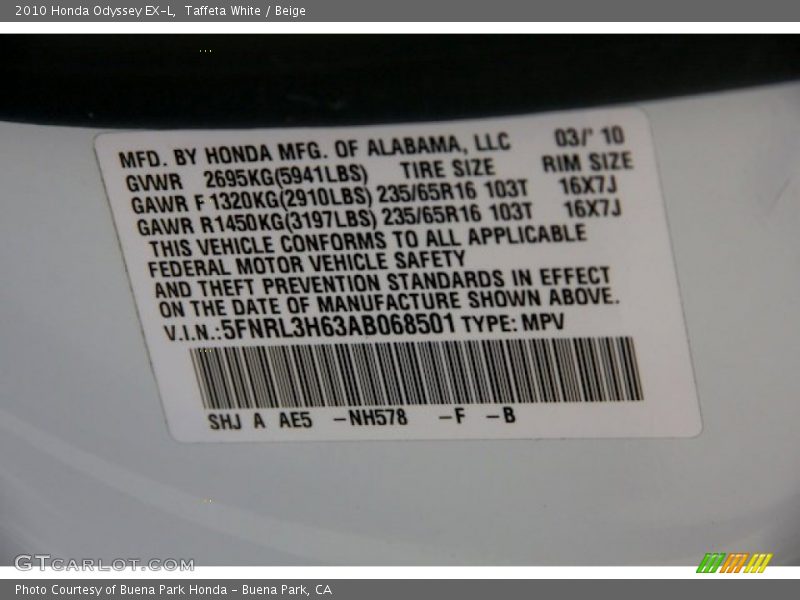 2010 Honda Odyssey EX-L, Taffeta White / Beige
MFD. BY HONDA MFG. OF ALABAMA, LLC 03/' 10
GVWR 2695KG(5941LBS) TIRE SIZE RIM SIZE
GAWR F 1320KG(2910LBS) 235/65R16 103T 16X7J
GAWR R1450KG(3197LBS) 235/65R16 103T 16X7J
THIS VEHICLE CONFORMS TO ALL APPLICABLE
FEDERAL MOTOR VEHICLE SAFETY
AND THEFT PREVENTION STANDARDS IN EFFECT
ON THE DATE OF MANUFACTURE SHOWN ABOVE.
V.I.N.:5FNRL3H63AB068501 TYPE: MPV
SHJ A AE5 -NH578 -F -B
GTCARLOT.COM
Photo Courtesy of Buena Park Honda - Buena Park, CA